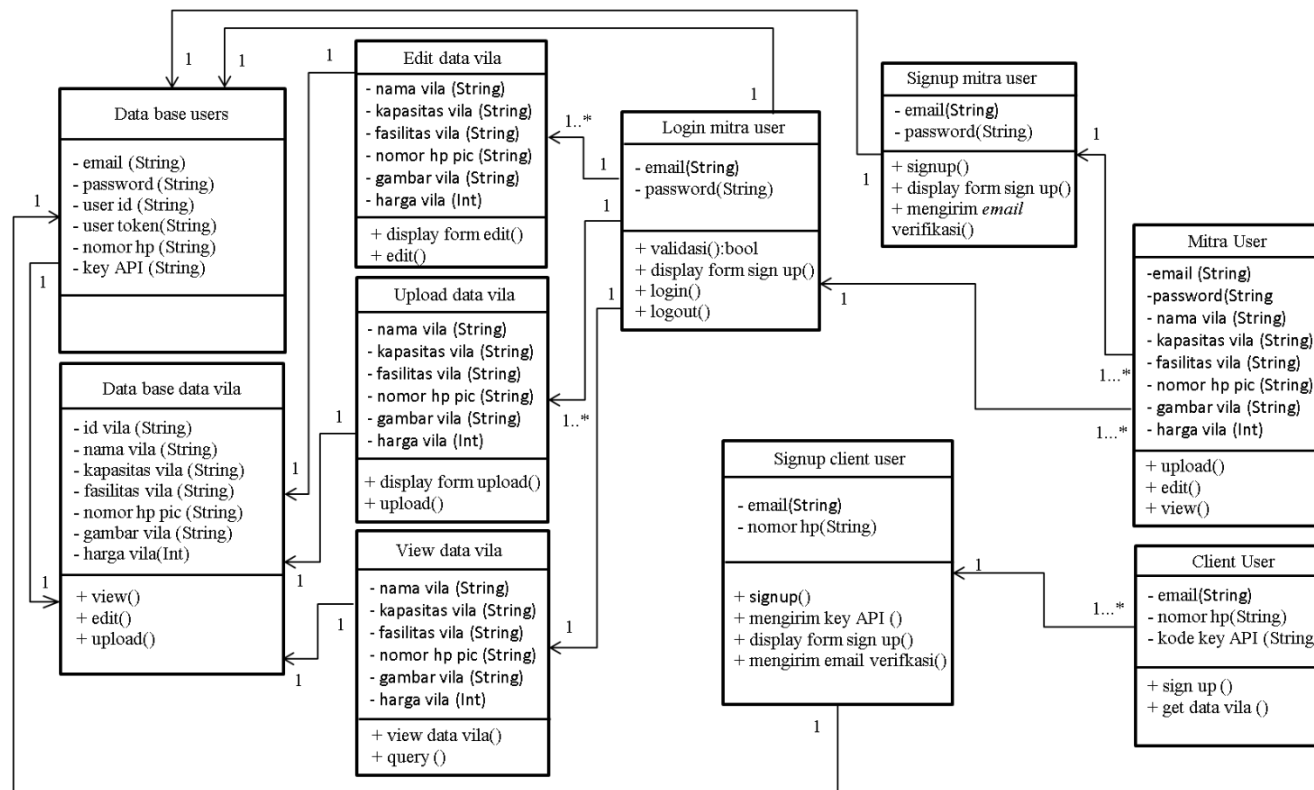 Data base users
- email (String)
- password (String)
- user id (String)
- user token(String)
- nomor hp (String)
- key API (String)
Data base data vila
- id vila (String)
- nama vila (String)
- kapasitas vila (String)
- fasilitas vila (String)
- nomor hp pic (String)
- gambar vila (String)
- harga vila(Int)
+ view()
+ edit()
+ upload()
Edit data vila
- nama vila (String)
- kapasitas vila (String)
- fasilitas vila (String)
- nomor hp pic (String)
- gambar vila (String)
- harga vila (Int)
+ display form edit()
+ edit()
Upload data vila
- nama vila (String)
- kapasitas vila (String)
- fasilitas vila (String)
- nomor hp pic (String)
- gambar vila (String)
- harga vila (Int)
+ display form upload()
+ upload()
View data vila
- nama vila (String)
- kapasitas vila (String)
- fasilitas vila (String)
- nomor hp pic (String)
- gambar vila (String)
- harga vila (Int)
+ view data vila()
+ query ()
Login mitra user
- email(String)
- password(String)
+ validasi():bool
+ display form sign up()
+ login()
+ logout()
Signup mitra user
- email(String)
- password(String)
+ signup()
+ display form sign up()
+ mengirim email
verifikasi()
Signup client user
- email(String)
- nomor hp(String)
+ signup()
+ mengirim key API ()
+ display form sign up()
+ mengirim email verifkasi()
Mitra User
-email (String)
-password(String
- nama vila (String)
- kapasitas vila (String)
- fasilitas vila (String)
- nomor hp pic (String)
- gambar vila (String)
- harga vila (Int)
+ upload()
+ edit()
+ view()
Client User
- email(String)
- nomor hp(String)
- kode key API (String
+ sign up ()
+ get data vila ()
1
1
1
1
1
1
1
1
1
1
1
1
1..*
1
1
1..*
1
1
1
1
1
1...*
1
1...*
1
1...*
1